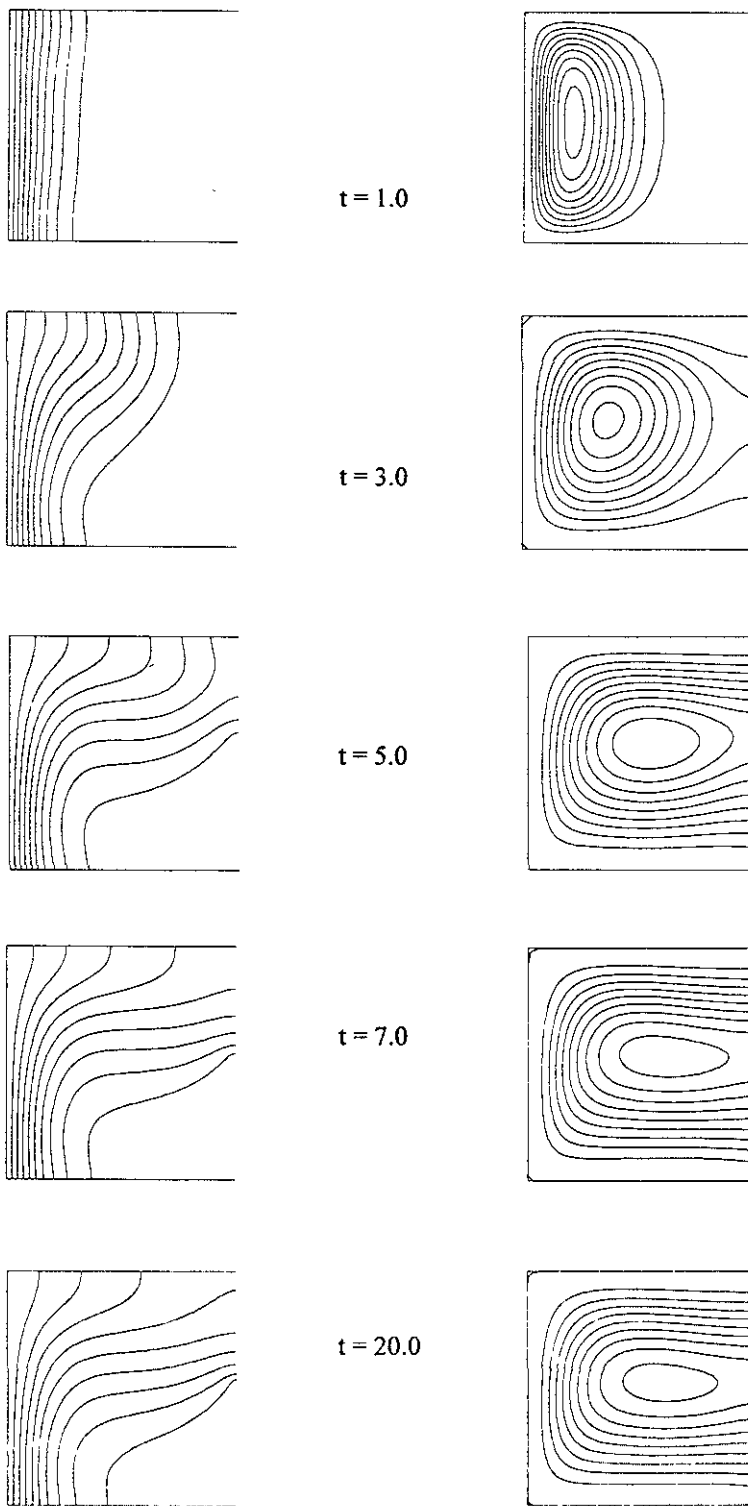 t = 1.0
t = 3.0
t = 5.0
t = 7.0
t = 20.0